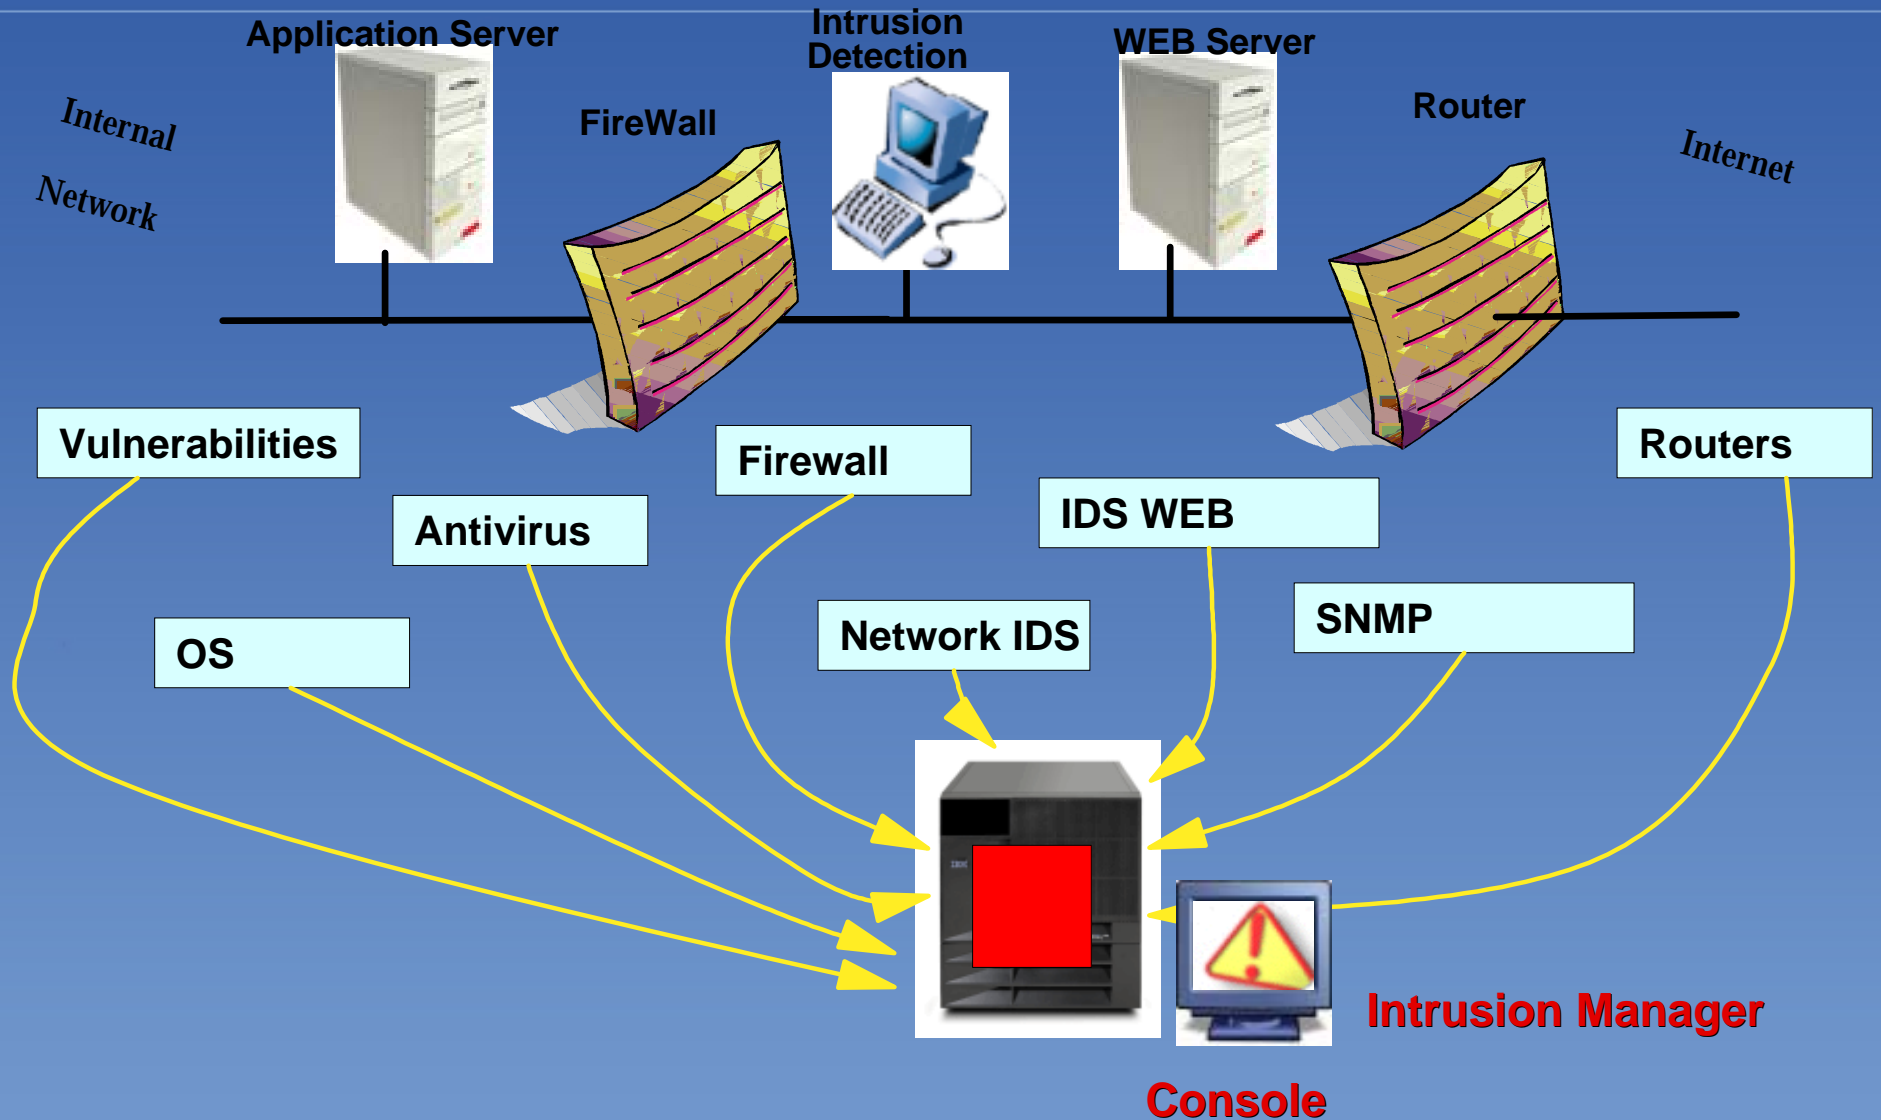 Application Server
Intrusion
Detection
WEB Server
Internal
Network
FireWall
Router
Internet
Vulnerabilities
Antivirus
Firewall
IDS WEB
Routers
OS
Network IDS
SNMP
IBM
Intrusion Manager
Console